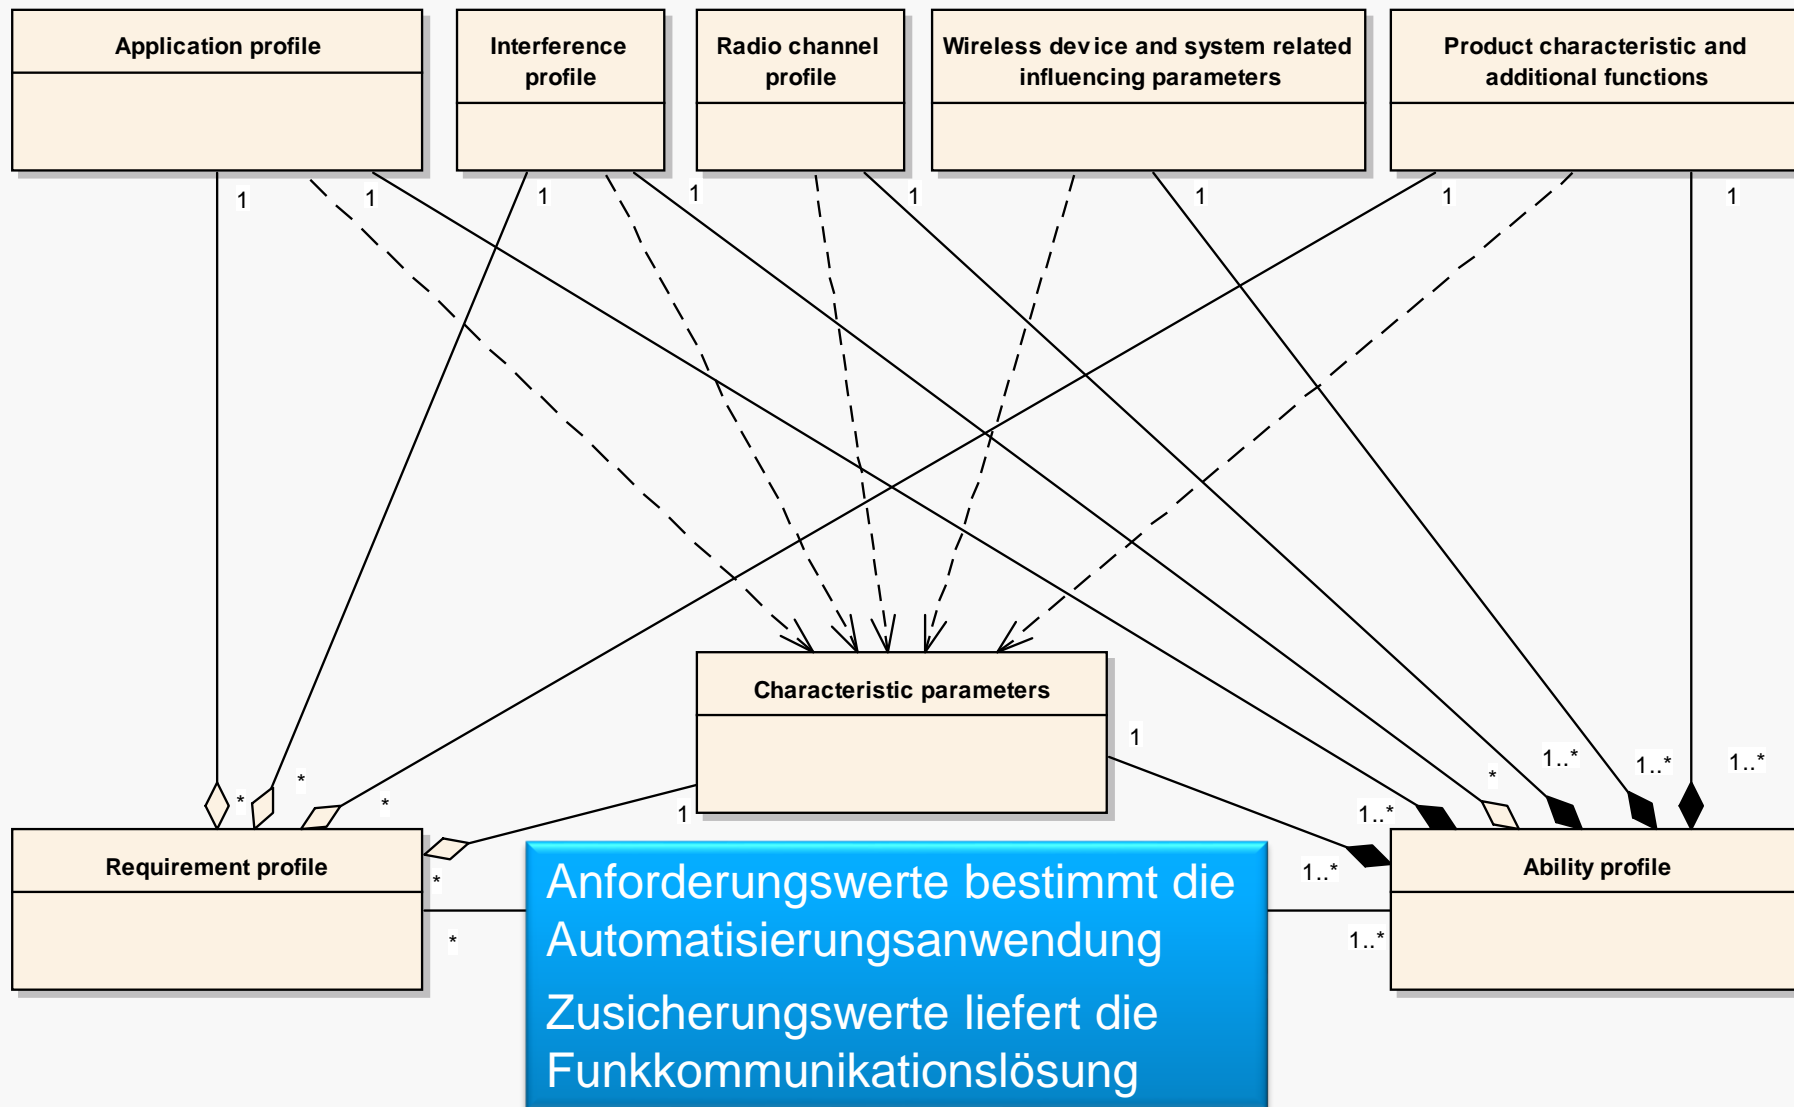 Application profile
Interference
profile
Radio channel
profile
Wireless device and system related
influencing parameters
Product characteristic and
additional functions
1
1
1
1
1
1
1
1
Characteristic parameters
1
1
*
*
*
*
1..*
*
1..*
1..*
1..*
1..*
Requirement profile
Ability profile
*
1..*
Anforderungswerte bestimmt die
Automatisierungsanwendung
Zusicherungswerte liefert die
Funkkommunikationslösung